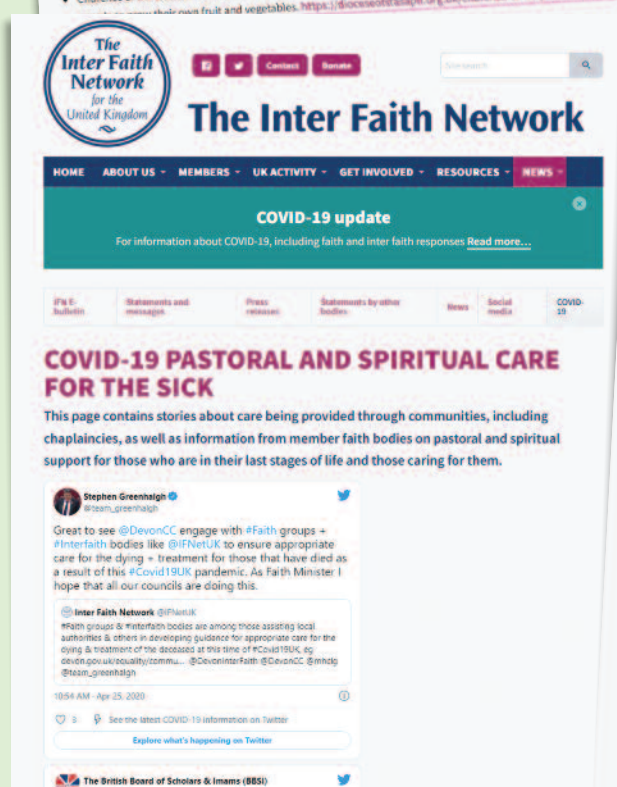 their own fruit and vegetables.
The
Inter Faith
Network
for the
United Kingdom
Contact
Donate
The Inter Faith Network
HOME ABOUT US MEMBERS UK ACTIVITY GET INVOLVED RESOURCES NEWS
COVID-19 update
For information about COVID-19, including faith and inter faith responses Read more...
IFN E-
bulletin
Statements and
messages
Press
releases
Statements by other
bodies
News
Social
media
COVID-
19
COVID-19 PASTORAL AND SPIRITUAL CARE
FOR THE SICK
This page contains stories about care being provided through communities, including
chaplaincies, as well as information from member faith bodies on pastoral and spiritual
support for those who are in their last stages of life and those caring for them.
Stephen Greenhalgh
@team_greenhalgh
Great to see @DevonCC engage with #Faith groups +
#Interfaith bodies like @IFNetUK to ensure appropriate
care for the dying + treatment for those that have died as
a result of this #Covid19UK pandemic. As Faith Minister I
hope that all our councils are doing this.
Inter Faith Network @IFNetUK
#Faith groups & #interfaith bodies are among those assisting local
authorities & others in developing guidance for appropriate care for the
dying & treatment of the deceased at this time of #Covid19UK, eg
devon.gov.uk/equality/commu... @DevonInterFaith @DevonCC @mhclg
@team_greenhalgh
10:54 AM · Apr 25, 2020
3 See the latest COVID-19 information on Twitter
Explore what's happening on Twitter
The British Board of Scholars & Imams (BBSI)